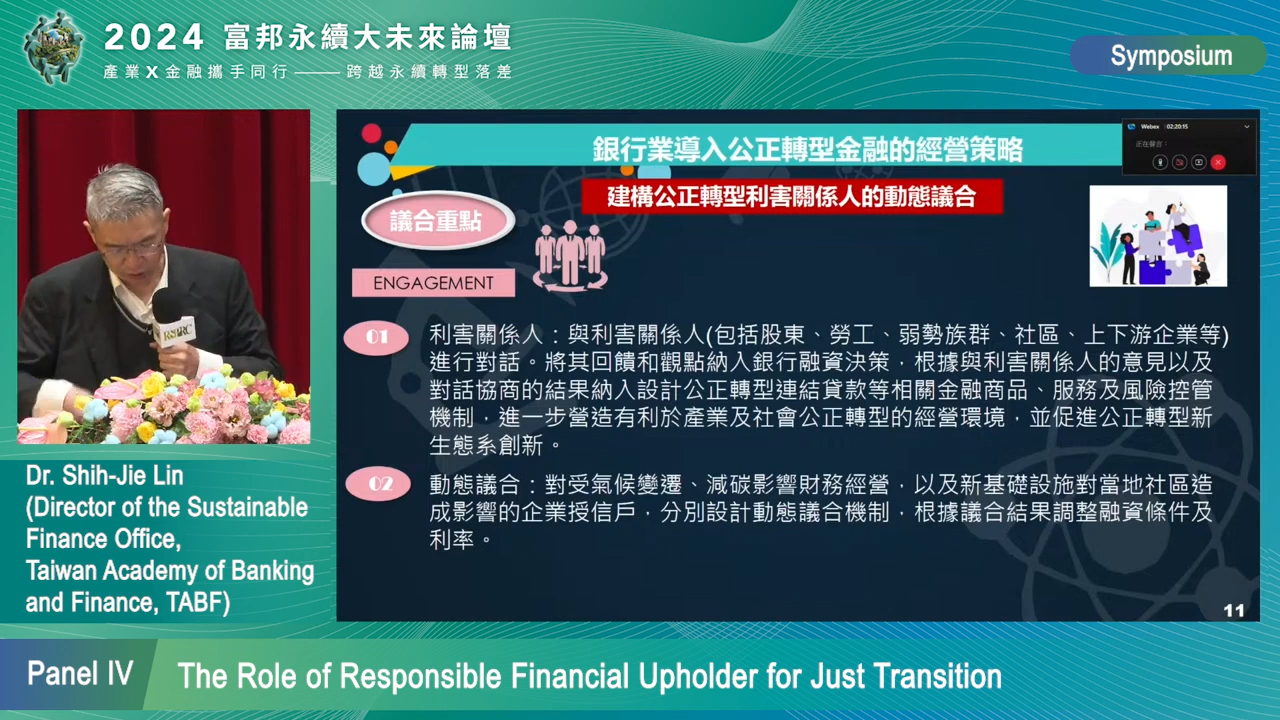 2024 富邦永續大未來論壇
產業X金融攜手同行——跨越永續轉型落差
Symposium
銀行業導入公正轉型金融的經營策略
Webex 02:20:15
正在聲音：
建構公正轉型利害關係人的動態議合
議合重點
ENGAGEMENT
01
利害關係人：與利害關係人(包括股東、勞工、弱勢族群、社區、上下游企業等)
進行對話。將其回饋和觀點納入銀行融資決策，根據與利害關係人的意見以及
對話協商的結果納入設計公正轉型連結貸款等相關金融商品、服務及風險控管
機制，進一步營造有利於產業及社會公正轉型的經營環境，並促進公正轉型新
生態系創新。
02
動態議合：對受氣候變遷、減碳影響財務經營，以及新基礎設施對當地社區造
成影響的企業授信戶，分別設計動態議合機制，根據議合結果調整融資條件及
利率。
11
RSPRC
Dr. Shih-Jie Lin
(Director of the Sustainable
Finance Office,
Taiwan Academy of Banking
and Finance, TABF)
Panel IV
The Role of Responsible Financial Upholder for Just Transition